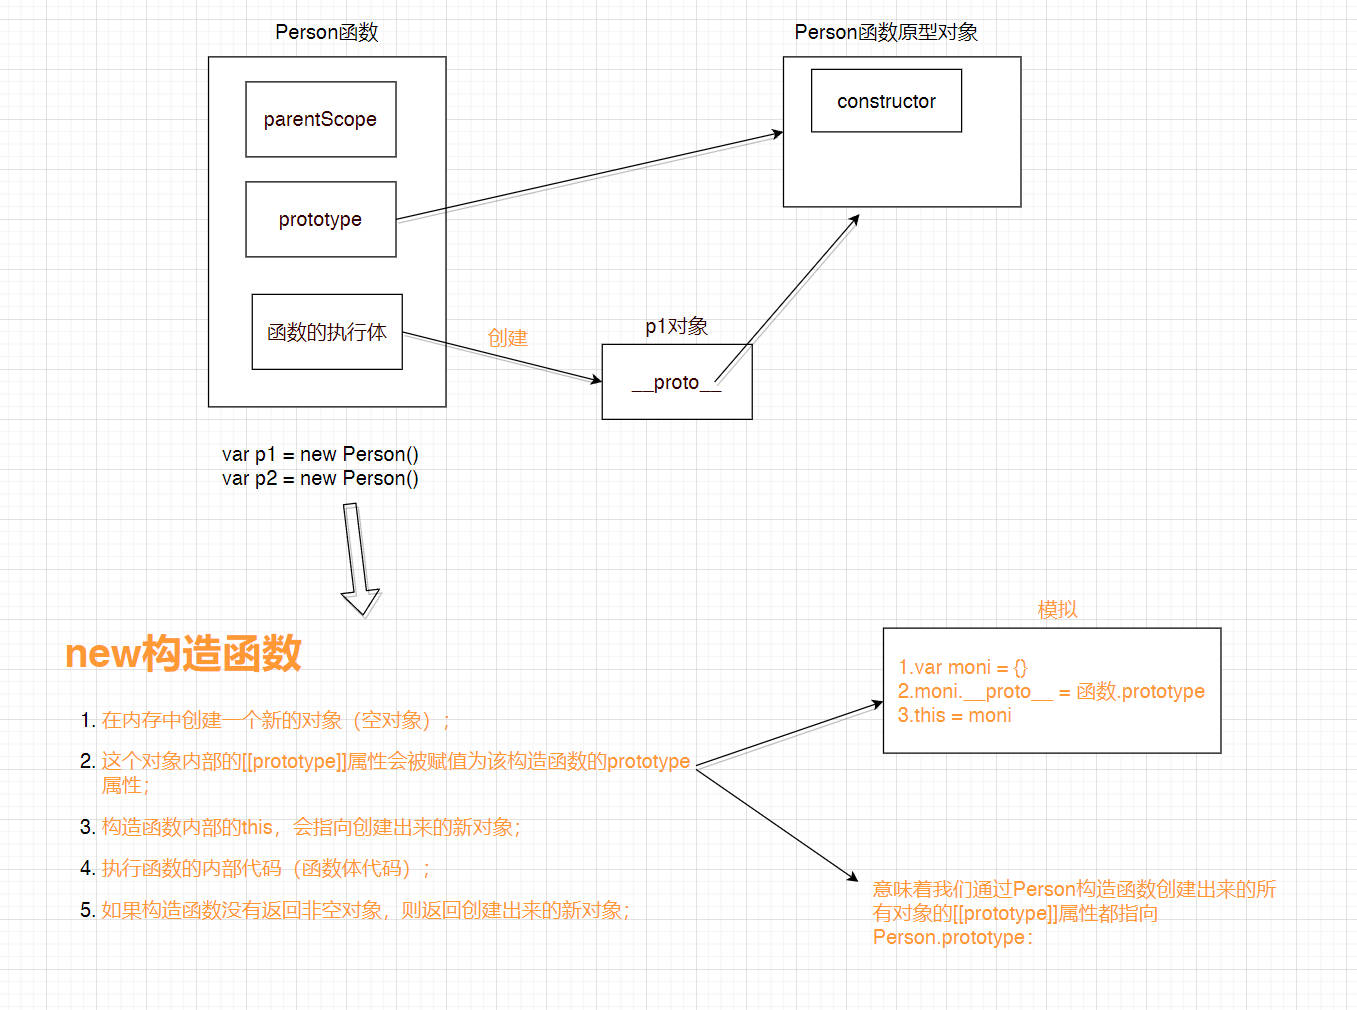 Person函数
Person函数原型对象
parentScope
constructor
prototype
函数的执行体
创建
p1对象
__proto__
var p1 = new Person()
var p2 = new Person()
new构造函数
1. 在内存中创建一个新的对象（空对象）；
2. 这个对象内部的[[prototype]]属性会被赋值为该构造函数的prototype
属性；
3. 构造函数内部的this，会指向创建出来的新对象；
4. 执行函数的内部代码（函数体代码）；
5. 如果构造函数没有返回非空对象，则返回创建出来的新对象；
模拟
1.var moni = {}
2.moni.__proto__ = 函数.prototype
3.this = moni
意味着我们通过Person构造函数创建出来的所
有对象的[[prototype]]属性都指向
Person.prototype：